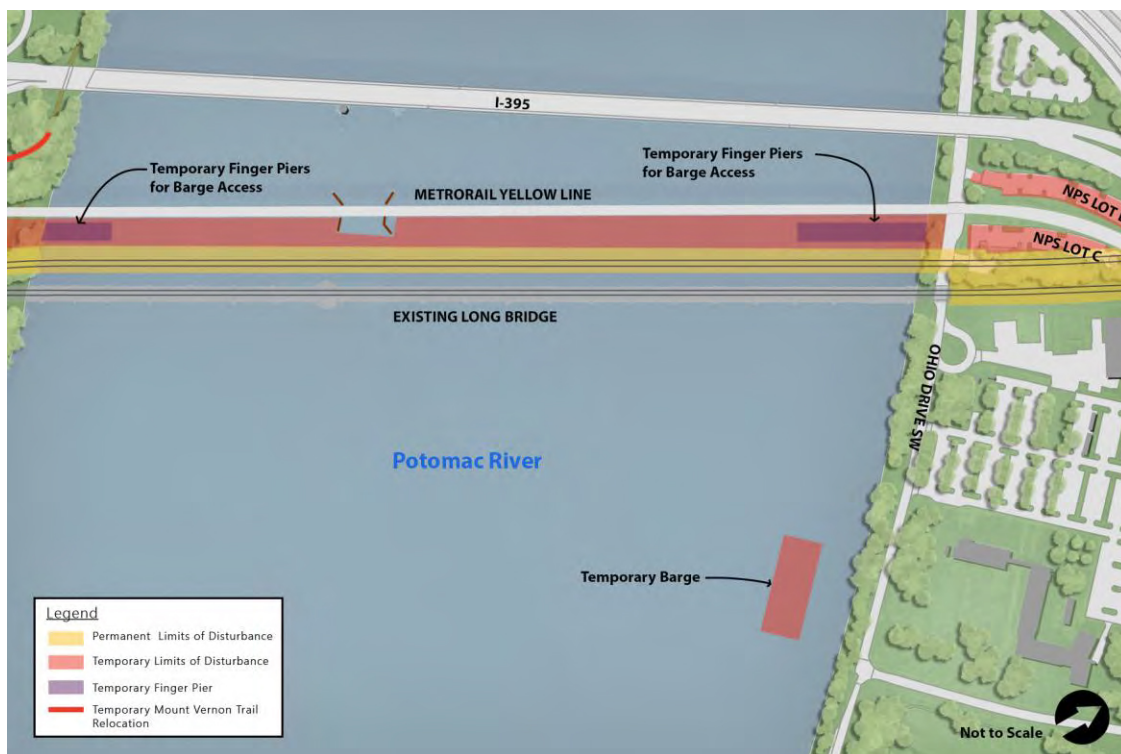 I-395
Temporary Finger Piers
for Barge Access
Temporary Finger Piers
for Barge Access
METRORAIL YELLOW LINE
NPS LOT
NPS LOT C
EXISTING LONG BRIDGE
OHIO DRIVE SW
Potomac River
Temporary Barge
Legend
Permanent Limits of Disturbance
Temporary Limits of Disturbance
Temporary Finger Pier
Temporary Mount Vernon Trail
Relocation
Not to Scale